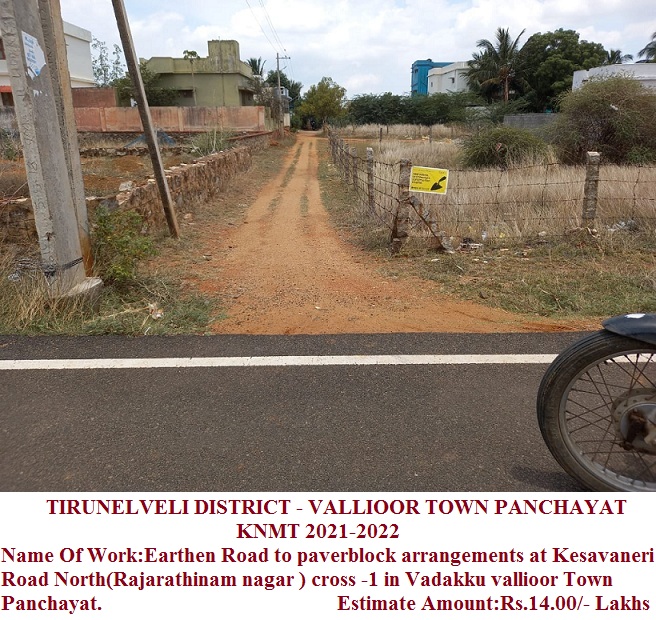 TIRUNELVELI DISTRICT - VALLIOOR TOWN PANCHAYAT
KNMT 2021-2022
Name Of Work:Earthen Road to paverblock arrangements at Kesavaneri
Road North(Rajarathinam nagar ) cross -1 in Vadakku vallioor Town
Panchayat. Estimate Amount:Rs.14.00/- Lakhs